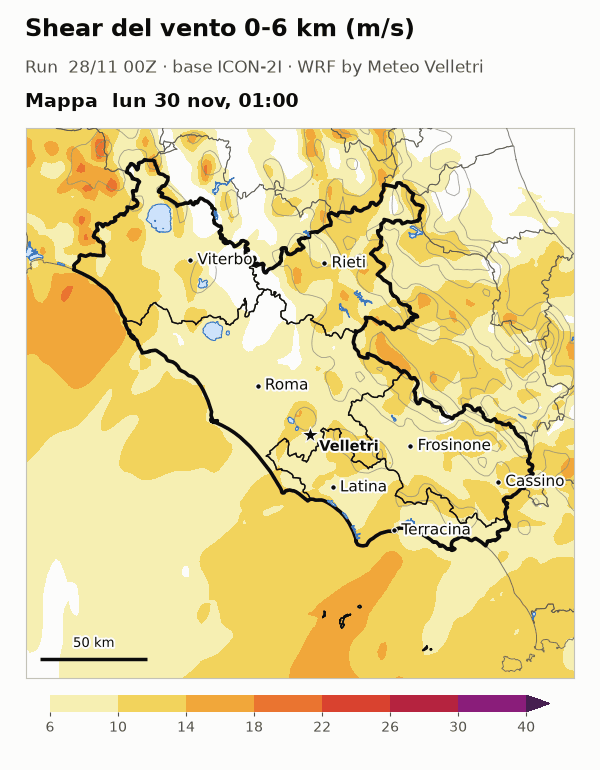 Shear del vento 0-6 km (m/s)
Run  28/11 00Z · base ICON-2I · WRF by Meteo Velletri
Mappa  lun 30 nov, 01:00
Viterbo
Rieti
Roma
Velletri
Frosinone
Cassino
Latina
Terracina
50 km
6 10 14 18 22 26 30 40